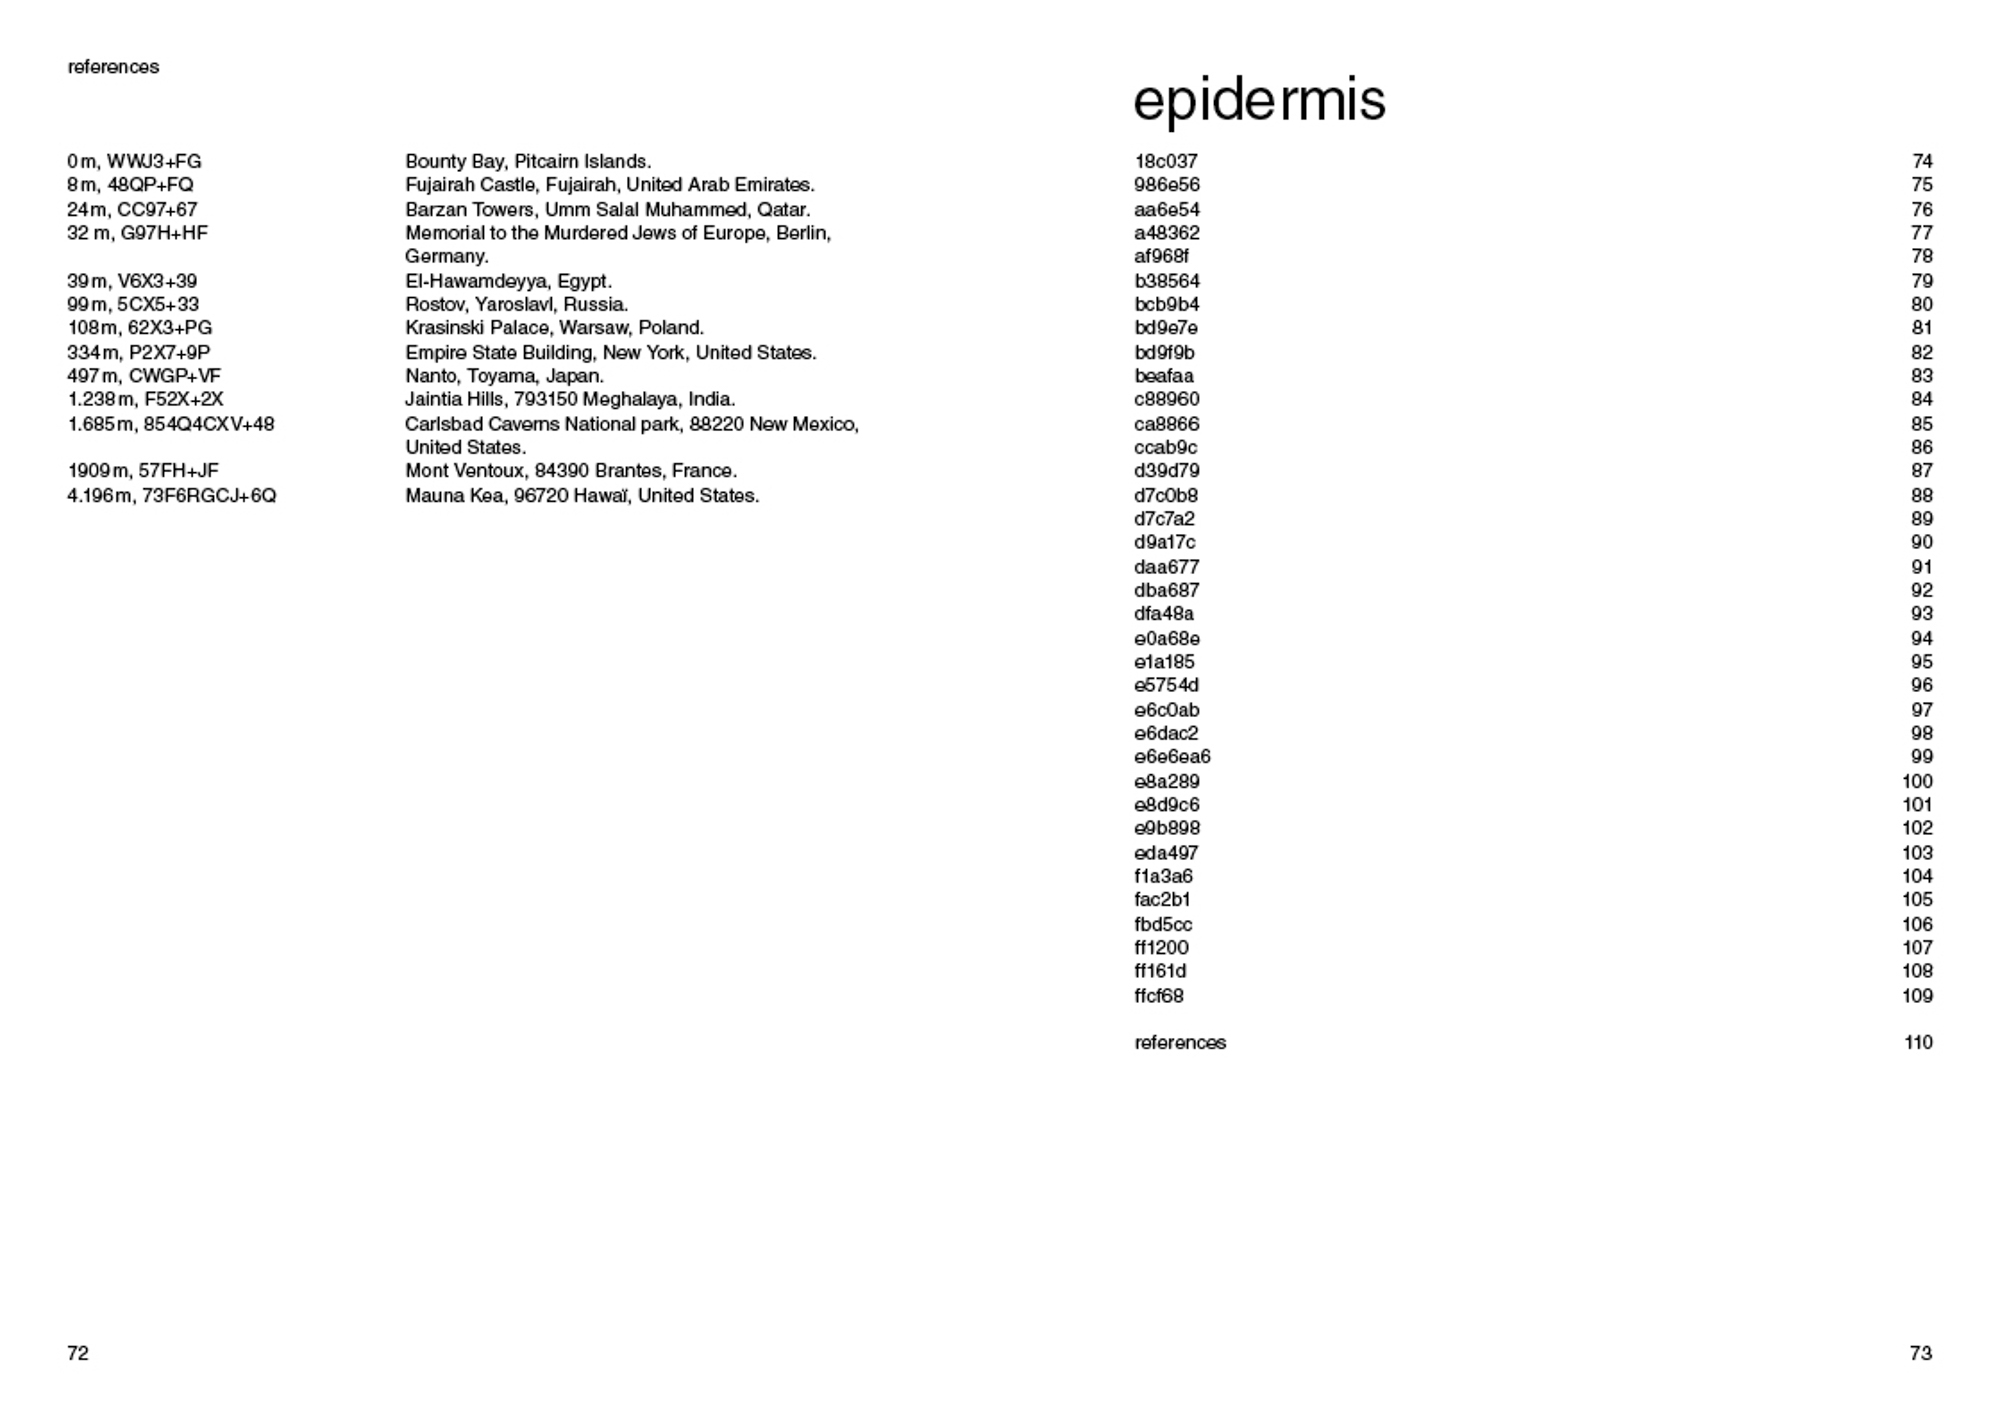 references
0 m, WWJ3+FG Bounty Bay, Pitcairn Islands.
8 m, 48QP+FQ Fujairah Castle, Fujairah, United Arab Emirates.
24 m, CC97+67 Barzan Towers, Umm Salal Muhammed, Qatar.
32 m, G97H+HF Memorial to the Murdered Jews of Europe, Berlin,
Germany.
39 m, V6X3+39 El-Hawamdeyya, Egypt.
99 m, 5CX5+33 Rostov, Yaroslavl, Russia.
108 m, 62X3+PG Krasinski Palace, Warsaw, Poland.
334 m, P2X7+9P Empire State Building, New York, United States.
497 m, CWGP+VF Nanto, Toyama, Japan.
1.238 m, F52X+2X Jaintia Hills, 793150 Meghalaya, India.
1.685 m, 854Q4CXV+48 Carlsbad Caverns National park, 88220 New Mexico,
United States.
1909 m, 57FH+JF Mont Ventoux, 84390 Brantes, France.
4.196 m, 73F6RGCJ+6Q Mauna Kea, 96720 Hawaï, United States.
72
epidermis
18c037 74
986e56 75
aa6e54 76
a48362 77
af968f 78
b38564 79
bcb9b4 80
bd9e7e 81
bd9f9b 82
beafaa 83
c88960 84
ca8866 85
ccab9c 86
d39d79 87
d7c0b8 88
d7c7a2 89
d9a17c 90
daa677 91
dba687 92
dfa48a 93
e0a68e 94
e1a185 95
e5754d 96
e6c0ab 97
e6dac2 98
e6e6ea6 99
e8a289 100
e8d9c6 101
e9b898 102
eda497 103
f1a3a6 104
fac2b1 105
fbd5cc 106
ff1200 107
ff161d 108
ffcf68 109
references 110
73